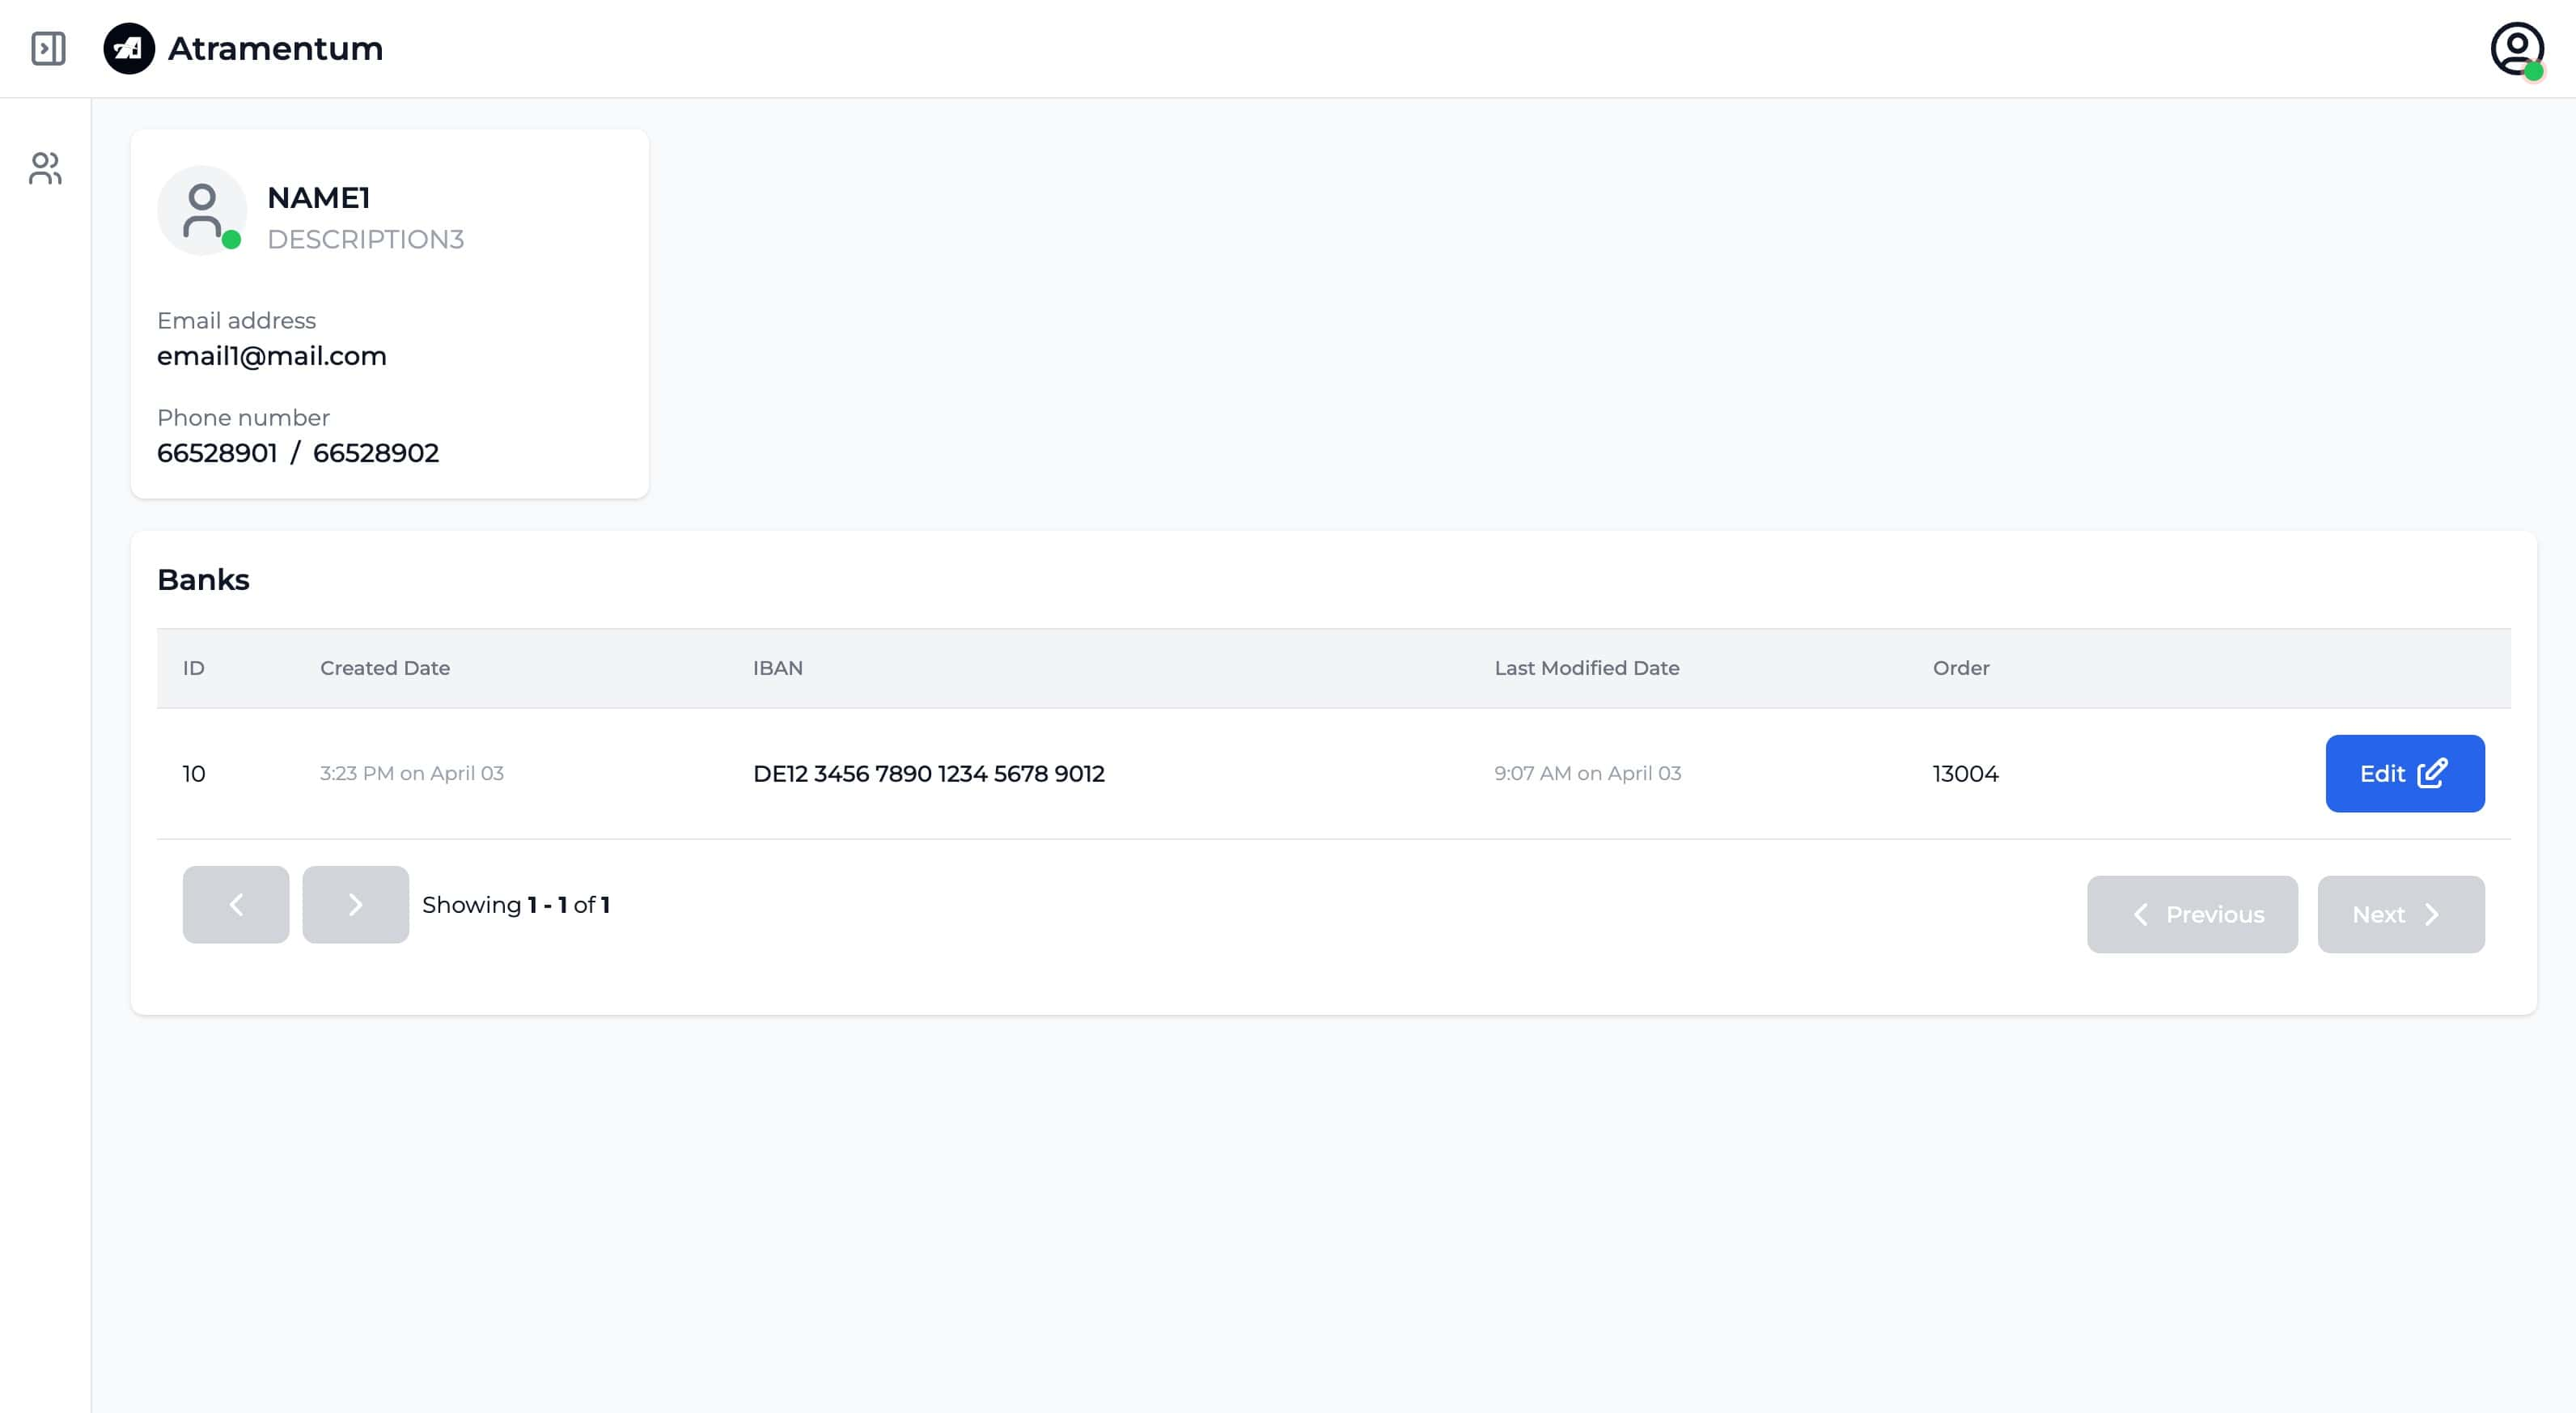 Atramentum
NAME1
DESCRIPTION3
Email address
email1@mail.com
Phone number
66528901 / 66528902
Banks
ID Created Date IBAN Last Modified Date Order
10 3:23 PM on April 03 DE12 3456 7890 1234 5678 9012 9:07 AM on April 03 13004 Edit
Showing 1 - 1 of 1 Previous Next